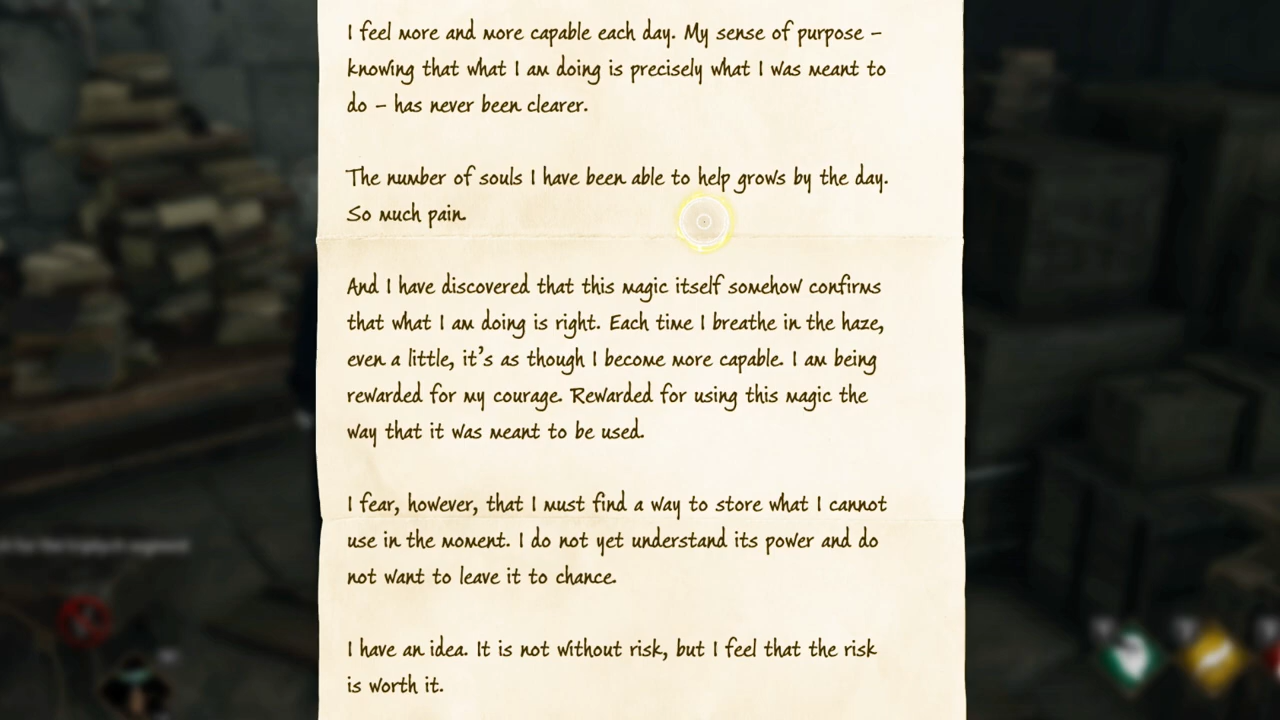 I feel more and more capable each day. My sense of purpose –
knowing that what I am doing is precisely what I was meant to
do – has never been clearer.
The number of souls I have been able to help grows by the day.
So much pain.
And I have discovered that this magic itself somehow confirms
that what I am doing is right. Each time I breathe in the haze,
even a little, it's as though I become more capable. I am being
rewarded for my courage. Rewarded for using this magic the
way that it was meant to be used.
I fear, however, that I must find a way to store what I cannot
use in the moment. I do not yet understand its power and do
not want to leave it to chance.
I have an idea. It is not without risk, but I feel that the risk
is worth it.